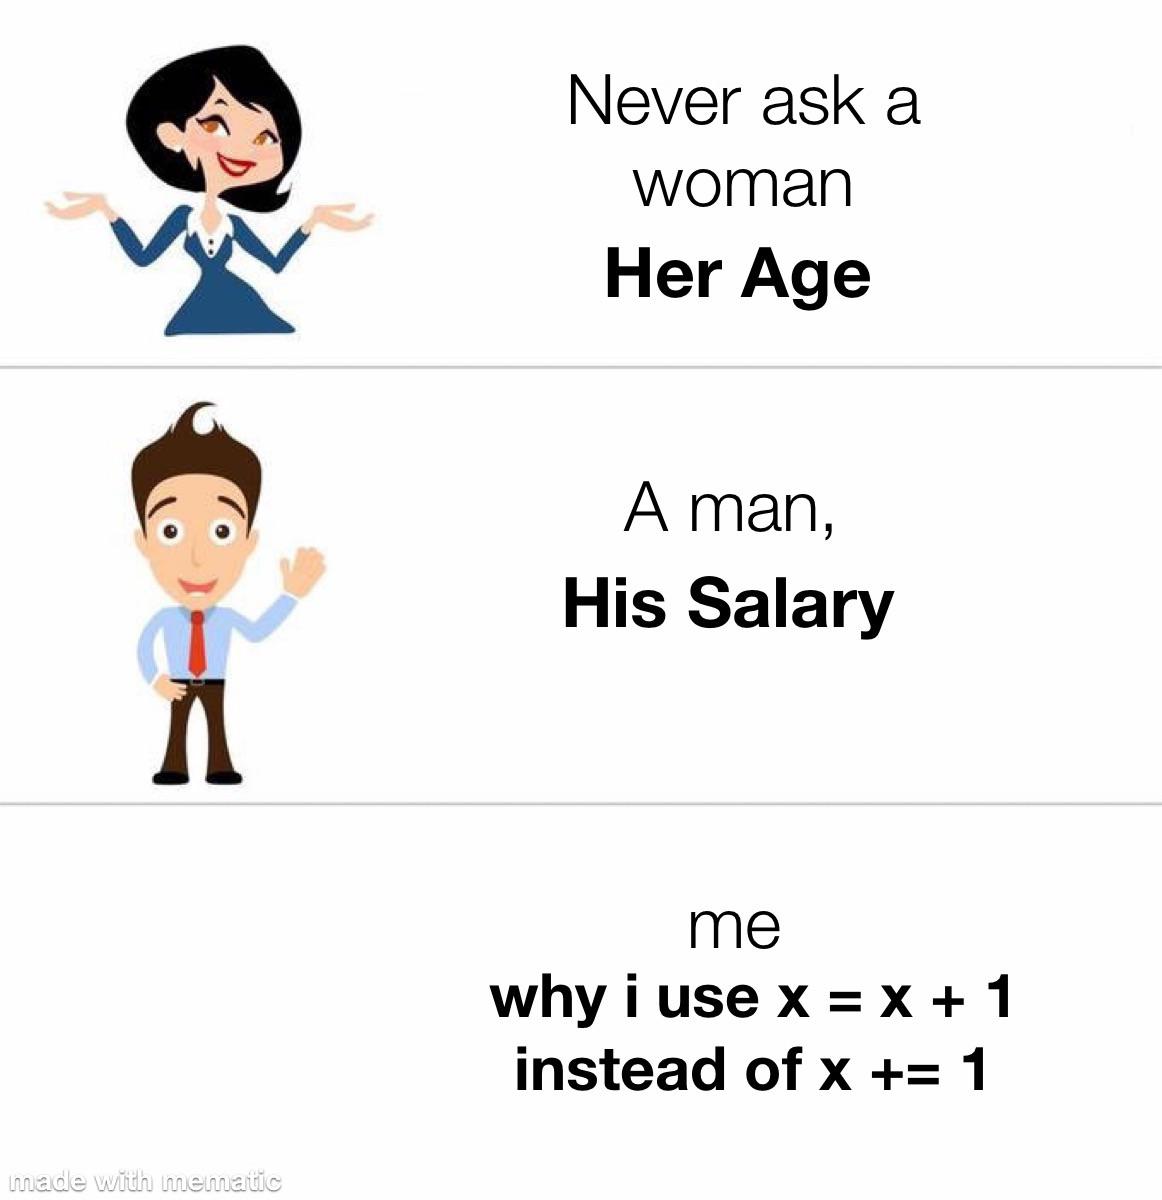 Never ask a
woman
Her Age
A man,
His Salary
me
why i use x = x + 1
instead of x += 1
made with mematic